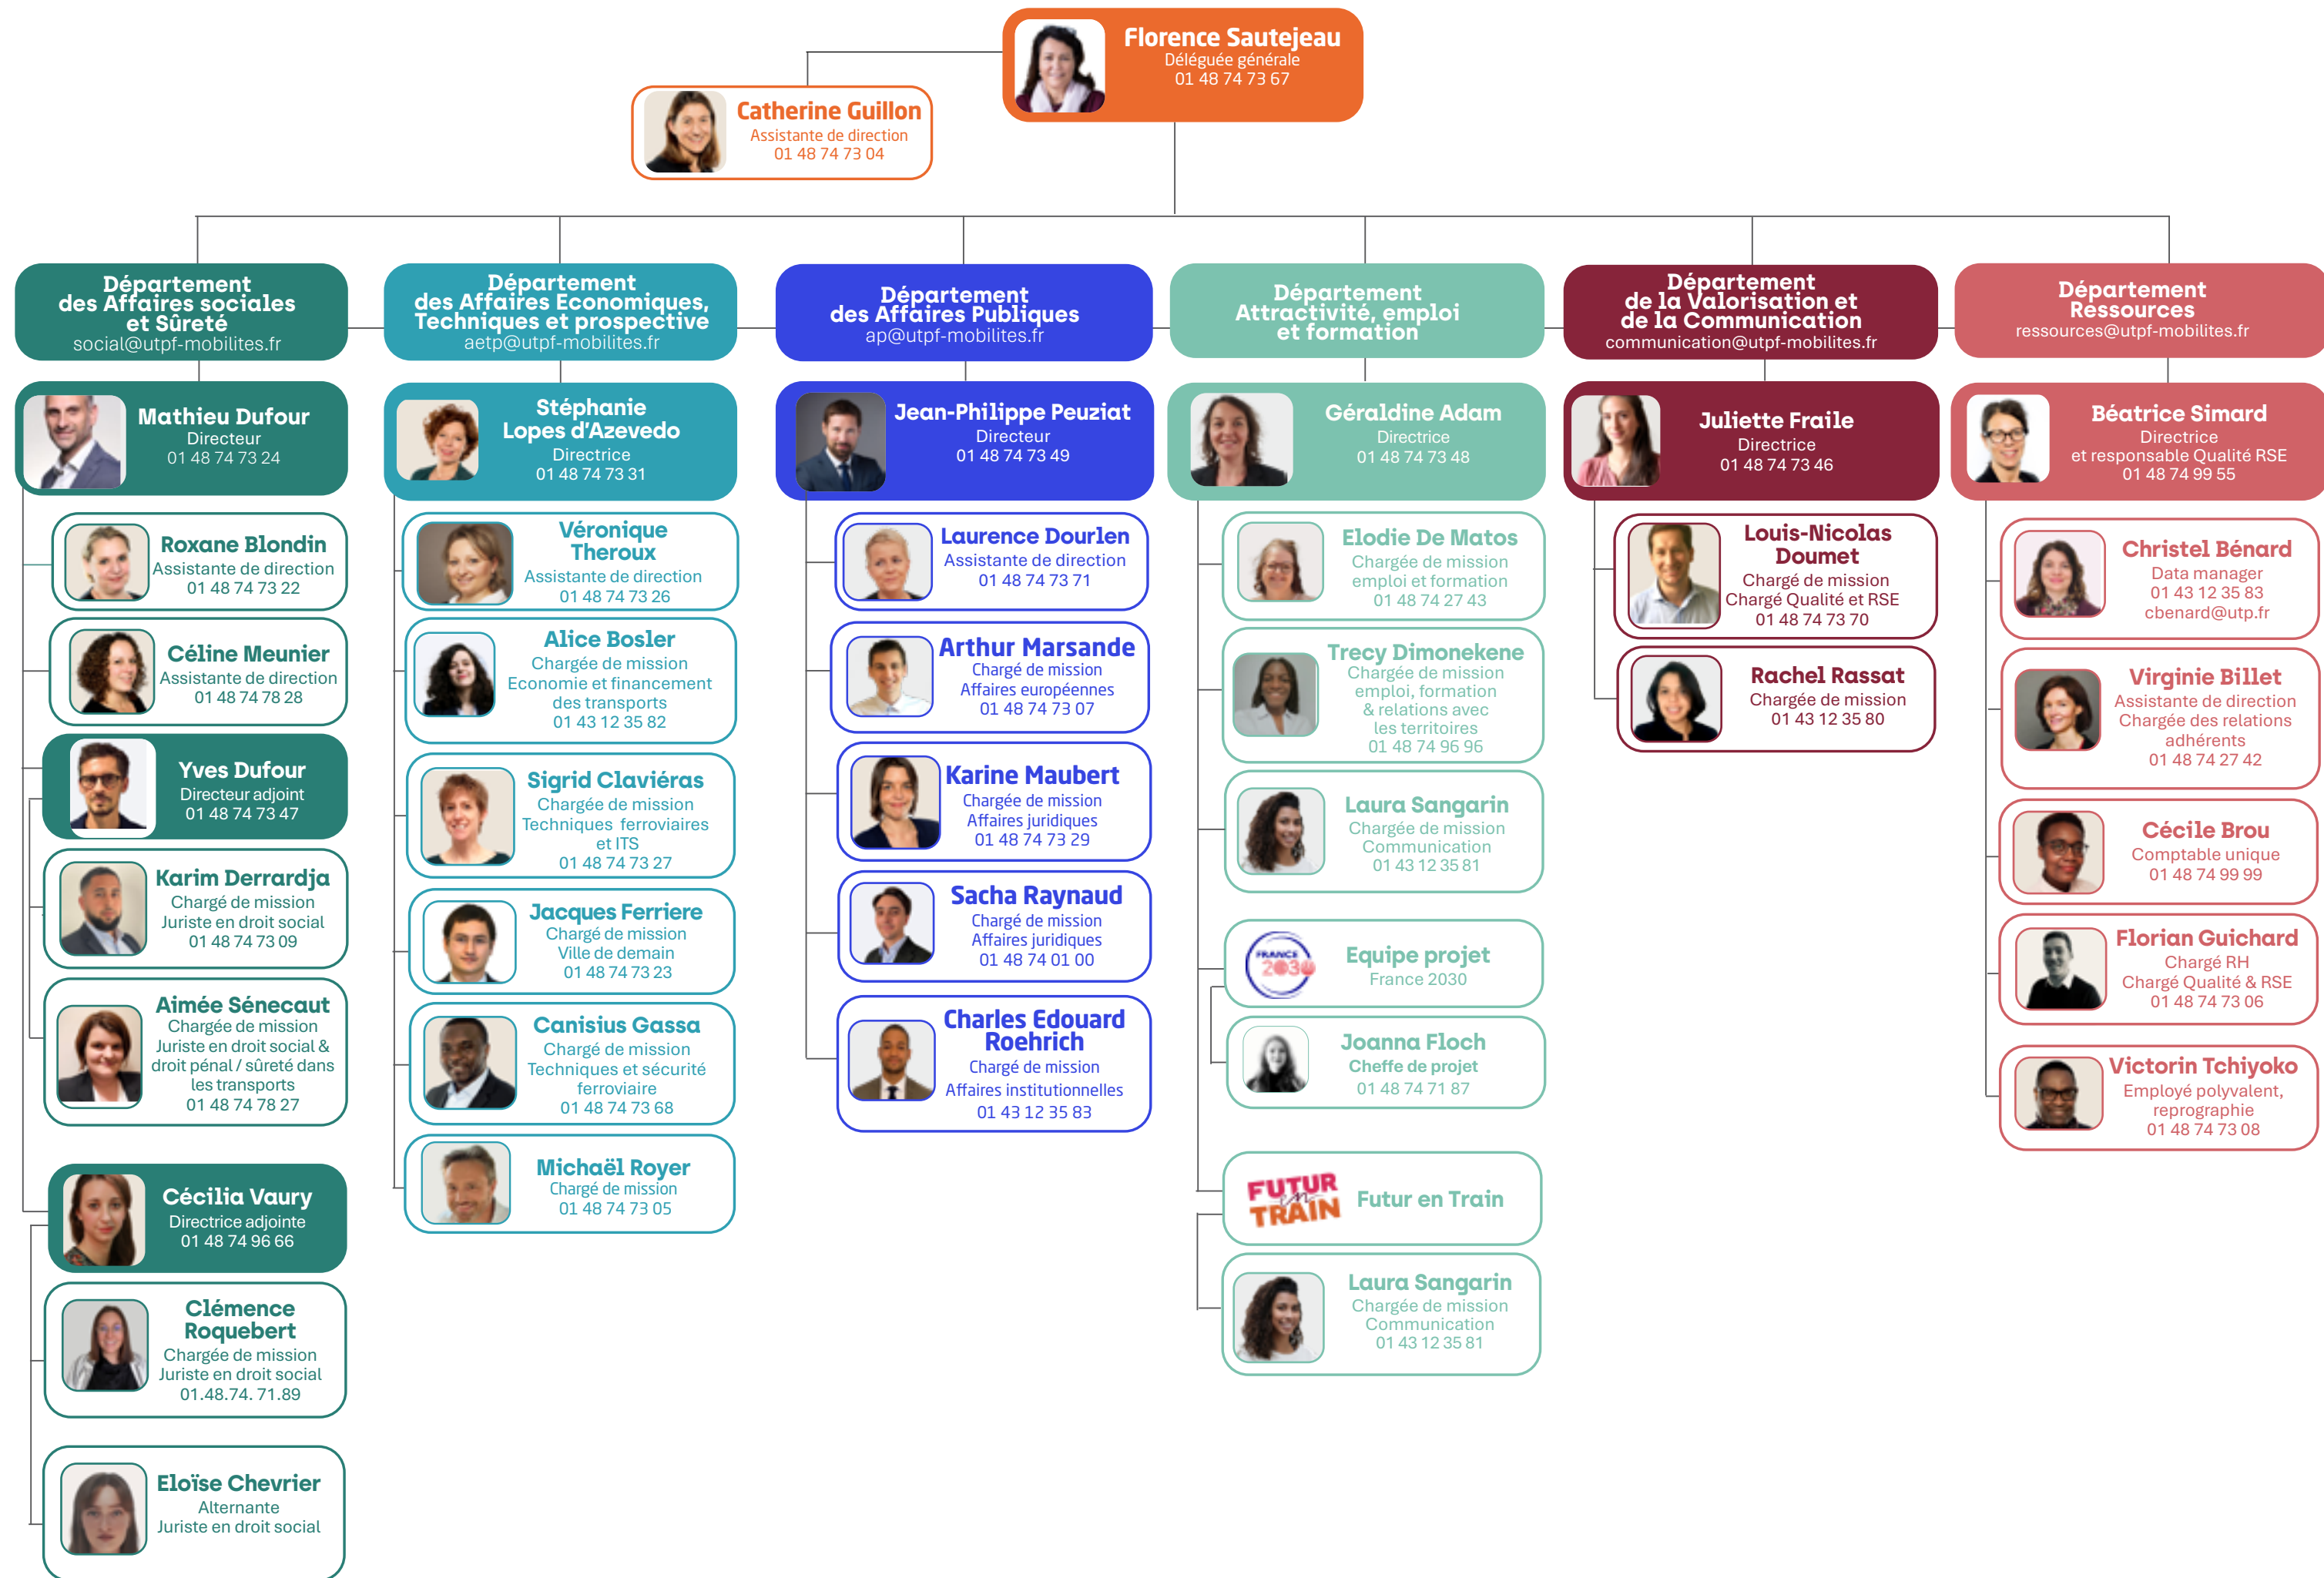 Florence Sautejeau
Déléguée générale
01 48 74 73 67
Catherine Guillon
Assistante de direction
01 48 74 73 04
Département
des Affaires sociales
et Sûreté
social@utpf-mobilites.fr
Mathieu Dufour
Directeur
01 48 74 73 24
Roxane Blondin
Assistante de direction
01 48 74 73 22
Céline Meunier
Assistante de direction
01 48 74 78 28
Yves Dufour
Directeur adjoint
01 48 74 73 47
Karim Derrardja
Chargé de mission
Juriste en droit social
01 48 74 73 09
Aimée Sénecaut
Chargée de mission
Juriste en droit social &
droit pénal / sûreté dans
les transports
01 48 74 78 27
Cécilia Vaury
Directrice adjointe
01 48 74 96 66
Clémence
Roquebert
Chargée de mission
Juriste en droit social
01.48.74. 71.89
Eloïse Chevrier
Alternante
Juriste en droit social
Département
des Affaires Economiques,
Techniques et prospective
aetp@utpf-mobilites.fr
Stéphanie
Lopes d'Azevedo
Directrice
01 48 74 73 31
Véronique
Theroux
Assistante de direction
01 48 74 73 26
Alice Bosler
Chargée de mission
Economie et financement
des transports
01 43 12 35 82
Sigrid Claviéras
Chargée de mission
Techniques ferroviaires
et ITS
01 48 74 73 27
Jacques Ferriere
Chargé de mission
Ville de demain
01 48 74 73 23
Canisius Gassa
Chargé de mission
Techniques et sécurité
ferroviaire
01 48 74 73 68
Michaël Royer
Chargé de mission
01 48 74 73 05
Département
des Affaires Publiques
ap@utpf-mobilites.fr
Jean-Philippe Peuziat
Directeur
01 48 74 73 49
Laurence Dourlen
Assistante de direction
01 48 74 73 71
Arthur Marsande
Chargé de mission
Affaires européennes
01 48 74 73 07
Karine Maubert
Chargée de mission
Affaires juridiques
01 48 74 73 29
Sacha Raynaud
Chargé de mission
Affaires juridiques
01 48 74 01 00
Charles Edouard
Roehrich
Chargé de mission
Affaires institutionnelles
01 43 12 35 83
Département
Attractivité, emploi
et formation
Géraldine Adam
Directrice
01 48 74 73 48
Elodie De Matos
Chargée de mission
emploi et formation
01 48 74 27 43
Trecy Dimonekene
Chargée de mission
emploi, formation
& relations avec
les territoires
01 48 74 96 96
Laura Sangarin
Chargée de mission
Communication
01 43 12 35 81
FRANCE
2030
Equipe projet
France 2030
Joanna Floch
Cheffe de projet
01 48 74 71 87
FUTUR
en
TRAIN
Futur en Train
Laura Sangarin
Chargée de mission
Communication
01 43 12 35 81
Département
de la Valorisation et
de la Communication
communication@utpf-mobilites.fr
Juliette Fraile
Directrice
01 48 74 73 46
Louis-Nicolas
Doumet
Chargé de mission
Chargé Qualité et RSE
01 48 74 73 70
Rachel Rassat
Chargée de mission
01 43 12 35 80
Département
Ressources
ressources@utpf-mobilites.fr
Béatrice Simard
Directrice
et responsable Qualité RSE
01 48 74 99 55
Christel Bénard
Data manager
01 43 12 35 83
cbenard@utp.fr
Virginie Billet
Assistante de direction
Chargée des relations
adhérents
01 48 74 27 42
Cécile Brou
Comptable unique
01 48 74 99 99
Florian Guichard
Chargé RH
Chargé Qualité & RSE
01 48 74 73 06
Victorin Tchiyoko
Employé polyvalent,
reprographie
01 48 74 73 08